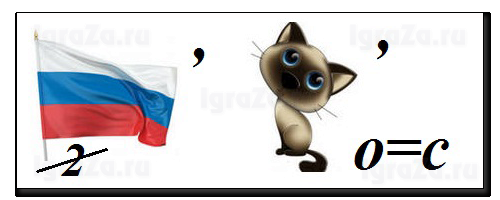 , ,
2 o=c
IgraZa.ru